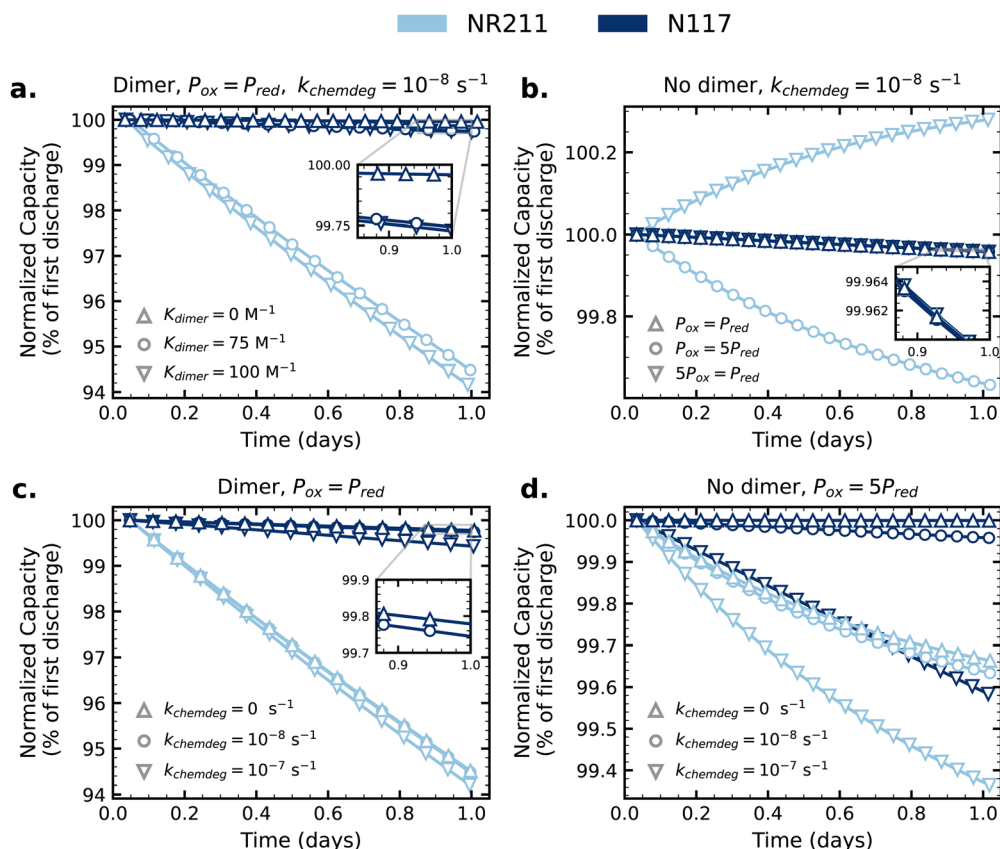 NR211 N117
a.
Dimer, P_ox = P_red, k_chemdeg = 10⁻⁸ s⁻¹
Normalized Capacity
(% of first discharge)
100
99
98
97
96
95
94
100.00
99.75
0.9 1.0
K_dimer = 0 M⁻¹
K_dimer = 75 M⁻¹
K_dimer = 100 M⁻¹
0.0 0.2 0.4 0.6 0.8 1.0
Time (days)
b.
No dimer, k_chemdeg = 10⁻⁸ s⁻¹
Normalized Capacity
(% of first discharge)
100.2
100.0
99.8
99.964
99.962
0.9 1.0
P_ox = P_red
P_ox = 5P_red
5P_ox = P_red
0.0 0.2 0.4 0.6 0.8 1.0
Time (days)
c.
Dimer, P_ox = P_red
Normalized Capacity
(% of first discharge)
100
99
98
97
96
95
94
99.9
99.8
99.7
0.9 1.0
k_chemdeg = 0 s⁻¹
k_chemdeg = 10⁻⁸ s⁻¹
k_chemdeg = 10⁻⁷ s⁻¹
0.0 0.2 0.4 0.6 0.8 1.0
Time (days)
d.
No dimer, P_ox = 5P_red
Normalized Capacity
(% of first discharge)
100.0
99.9
99.8
99.7
99.6
99.5
99.4
k_chemdeg = 0 s⁻¹
k_chemdeg = 10⁻⁸ s⁻¹
k_chemdeg = 10⁻⁷ s⁻¹
0.0 0.2 0.4 0.6 0.8 1.0
Time (days)